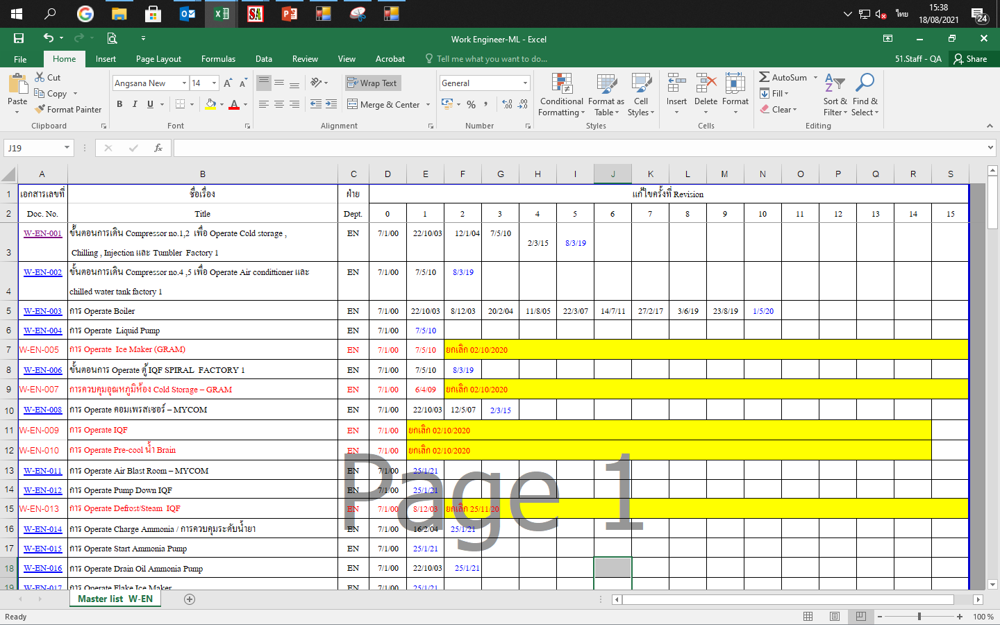 15:38
ไทย
18/08/2021
24
Work Engineer-ML - Excel
File Home Insert Page Layout Formulas Data Review View Acrobat Tell me what you want to do... 51.Staff - QA Share
Paste Cut Copy Format Painter Clipboard
Angsana New 14 B I U Font
Wrap Text Merge & Center Alignment
General % Number
Conditional Formatting Format as Table Cell Styles Styles
Insert Delete Format Cells
AutoSum Fill Clear Sort & Filter Find & Select Editing
J19 fx
A B C D E F G H I J K L M N O P Q R S
1 เอกสารเลขที่ ชื่อเรื่อง ฝ่าย แก้ไขครั้งที่ Revision
2 Doc. No. Title Dept. 0 1 2 3 4 5 6 7 8 9 10 11 12 13 14 15
W-EN-001 ขั้นตอนการเดิน Compressor no.1,2 เพื่อ Operate Cold storage , EN 7/1/00 22/10/03 12/1/04 7/5/10
3 Chilling , Injection และ Tumbler Factory 1 2/3/15 8/3/19
W-EN-002 ขั้นตอนการเดิน Compressor no.4 ,5 เพื่อ Operate Air condittioner และ EN 7/1/00 7/5/10 8/3/19
4 chilled water tank factory 1
5 W-EN-003 การ Operate Boiler EN 7/1/00 22/10/03 8/12/03 20/2/04 11/8/05 22/3/07 14/7/11 27/2/17 3/6/19 23/8/19 1/5/20
6 W-EN-004 การ Operate Liquid Pump EN 7/1/00 7/5/10
7 W-EN-005 การ Operate Ice Maker (GRAM) EN 7/1/00 7/5/10 ยกเลิก 02/10/2020
8 W-EN-006 ขั้นตอนการ Operate ตู้ IQF SPIRAL FACTORY 1 EN 7/1/00 7/5/10 8/3/19
9 W-EN-007 การควบคุมอุณหภูมิห้อง Cold Storage – GRAM EN 7/1/00 6/4/09 ยกเลิก 02/10/2020
10 W-EN-008 การ Operate คอมเพรสเซอร์ – MYCOM EN 7/1/00 22/10/03 12/5/07 2/3/15
11 W-EN-009 การ Operate IQF EN 7/1/00 ยกเลิก 02/10/2020
12 W-EN-010 การ Operate Pre-cool น้ำ Brain EN 7/1/00 ยกเลิก 02/10/2020
13 W-EN-011 การ Operate Air Blast Room – MYCOM EN 7/1/00 25/1/21
14 W-EN-012 การ Operate Pump Down IQF EN 7/1/00 25/1/21
Page 1
15 W-EN-013 การ Operate Defrost/Steam IQF EN 7/1/00 8/12/03 ยกเลิก 25/11/20
16 W-EN-014 การ Operate Charge Ammonia / การควบคุมระดับน้ำยา EN 7/1/00 16/2/04 25/1/21
17 W-EN-015 การ Operate Start Ammonia Pump EN 7/1/00 25/1/21
18 W-EN-016 การ Operate Drain Oil Ammonia Pump EN 7/1/00 22/10/03 25/1/21
19 W-EN-017 การ Operate Flake Ice Maker EN 7/1/00 25/1/21
Master list W-EN
Ready 100 %